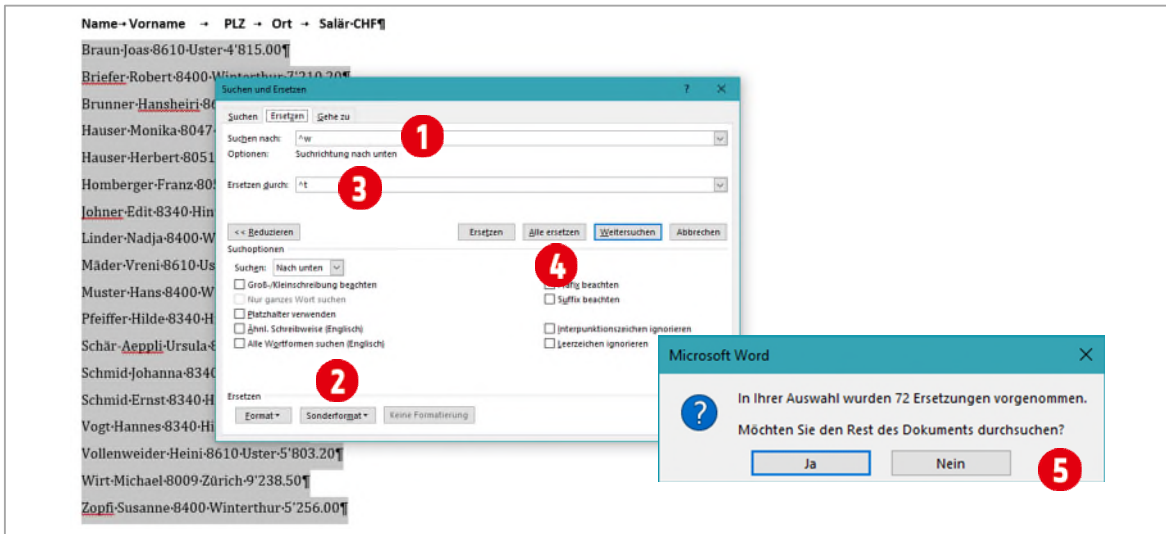 Name→Vorname → PLZ → Ort → Salär·CHF¶
Braun·Joas·8610·Uster·4'815.00¶
Briefer·Robert·8400·Winterthur·7'210.20¶
Brunner·Hansheiri·86
Hauser·Monika·8047·
Hauser·Herbert·8051
Homberger·Franz·805
Johner·Edit·8340·Hin
Linder·Nadja·8400·W
Mäder·Vreni·8610·Us
Muster·Hans·8400·W
Pfeiffer·Hilde·8340·H
Schär·Aeppli·Ursula·8
Schmid·Johanna·8340
Schmid·Ernst·8340·H
Vogt·Hannes·8340·Hi
Vollenweider·Heini·8610·Uster·5'803.20¶
Wirt·Michael·8009·Zürich·9'238.50¶
Zopfi·Susanne·8400·Winterthur·5'256.00¶
Suchen und Ersetzen ? ×
Suchen Ersetzen Gehe zu
Suchen nach: ^w
1
Optionen: Suchrichtung nach unten
Ersetzen durch: ^t
3
<< Reduzieren Ersetzen Alle ersetzen Weitersuchen Abbrechen
4
Suchoptionen
Suchen: Nach unten
Groß-/Kleinschreibung beachten Präfix beachten
Nur ganzes Wort suchen Suffix beachten
Platzhalter verwenden
Ähnl. Schreibweise (Englisch) Interpunktionszeichen ignorieren
Alle Wortformen suchen (Englisch) Leerzeichen ignorieren
2
Ersetzen
Format Sonderformat Keine Formatierung
Microsoft Word ×
In Ihrer Auswahl wurden 72 Ersetzungen vorgenommen.
Möchten Sie den Rest des Dokuments durchsuchen?
Ja Nein
5